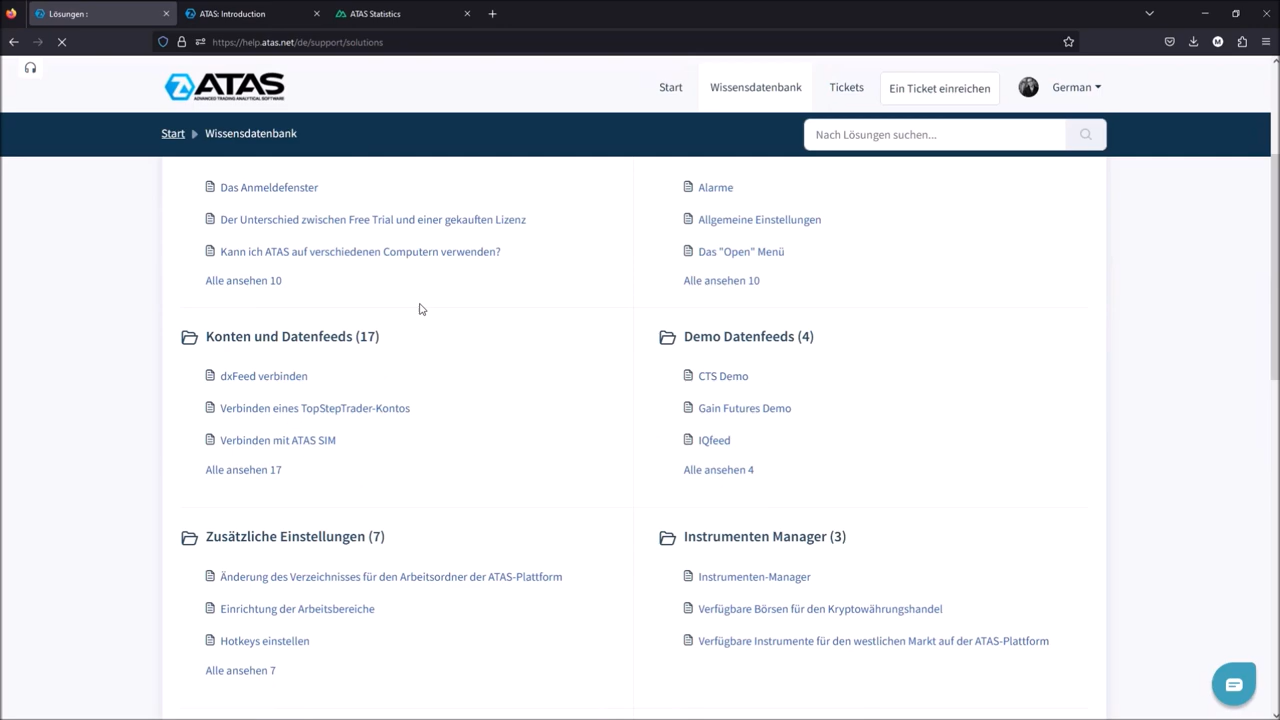 Lösungen :
ATAS: Introduction
ATAS Statistics
https://help.atas.net/de/support/solutions
ATAS
ADVANCED TRADING ANALYTICAL SOFTWARE
Start
Wissensdatenbank
Tickets
Ein Ticket einreichen
German
Start
Wissensdatenbank
Nach Lösungen suchen...
Das Anmeldefenster
Der Unterschied zwischen Free Trial und einer gekauften Lizenz
Kann ich ATAS auf verschiedenen Computern verwenden?
Alle ansehen 10
Alarme
Allgemeine Einstellungen
Das "Open" Menü
Alle ansehen 10
Konten und Datenfeeds (17)
dxFeed verbinden
Verbinden eines TopStepTrader-Kontos
Verbinden mit ATAS SIM
Alle ansehen 17
Demo Datenfeeds (4)
CTS Demo
Gain Futures Demo
IQfeed
Alle ansehen 4
Zusätzliche Einstellungen (7)
Änderung des Verzeichnisses für den Arbeitsordner der ATAS-Plattform
Einrichtung der Arbeitsbereiche
Hotkeys einstellen
Alle ansehen 7
Instrumenten Manager (3)
Instrumenten-Manager
Verfügbare Börsen für den Kryptowährungshandel
Verfügbare Instrumente für den westlichen Markt auf der ATAS-Plattform